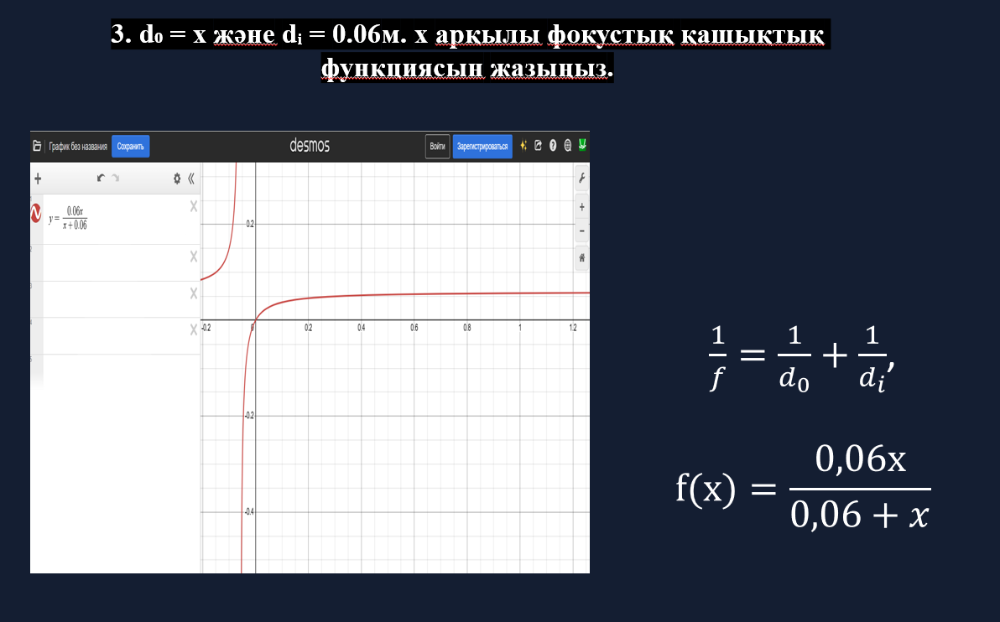 3. d₀ = x және dᵢ = 0.06м. x арқылы фокустық қашықтық
функциясын жазыңыз.
График без названия Сохранить desmos Войти Зарегистрироваться
y = 0.06x / x + 0.06
0.2
-0.2 0 0.2 0.4 0.6 0.8 1 1.2
-0.2
-0.4
1/f = 1/d₀ + 1/dᵢ,
f(x) = 0,06x / 0,06 + x